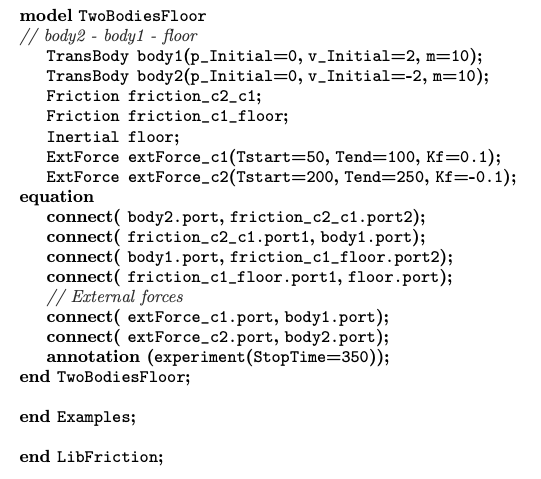 model TwoBodiesFloor
// body2 - body1 - floor
TransBody body1(p_Initial=0, v_Initial=2, m=10);
TransBody body2(p_Initial=0, v_Initial=-2, m=10);
Friction friction_c2_c1;
Friction friction_c1_floor;
Inertial floor;
ExtForce extForce_c1(Tstart=50, Tend=100, Kf=0.1);
ExtForce extForce_c2(Tstart=200, Tend=250, Kf=-0.1);
equation
connect( body2.port, friction_c2_c1.port2);
connect( friction_c2_c1.port1, body1.port);
connect( body1.port, friction_c1_floor.port2);
connect( friction_c1_floor.port1, floor.port);
// External forces
connect( extForce_c1.port, body1.port);
connect( extForce_c2.port, body2.port);
annotation (experiment(StopTime=350));
end TwoBodiesFloor;
end Examples;
end LibFriction;